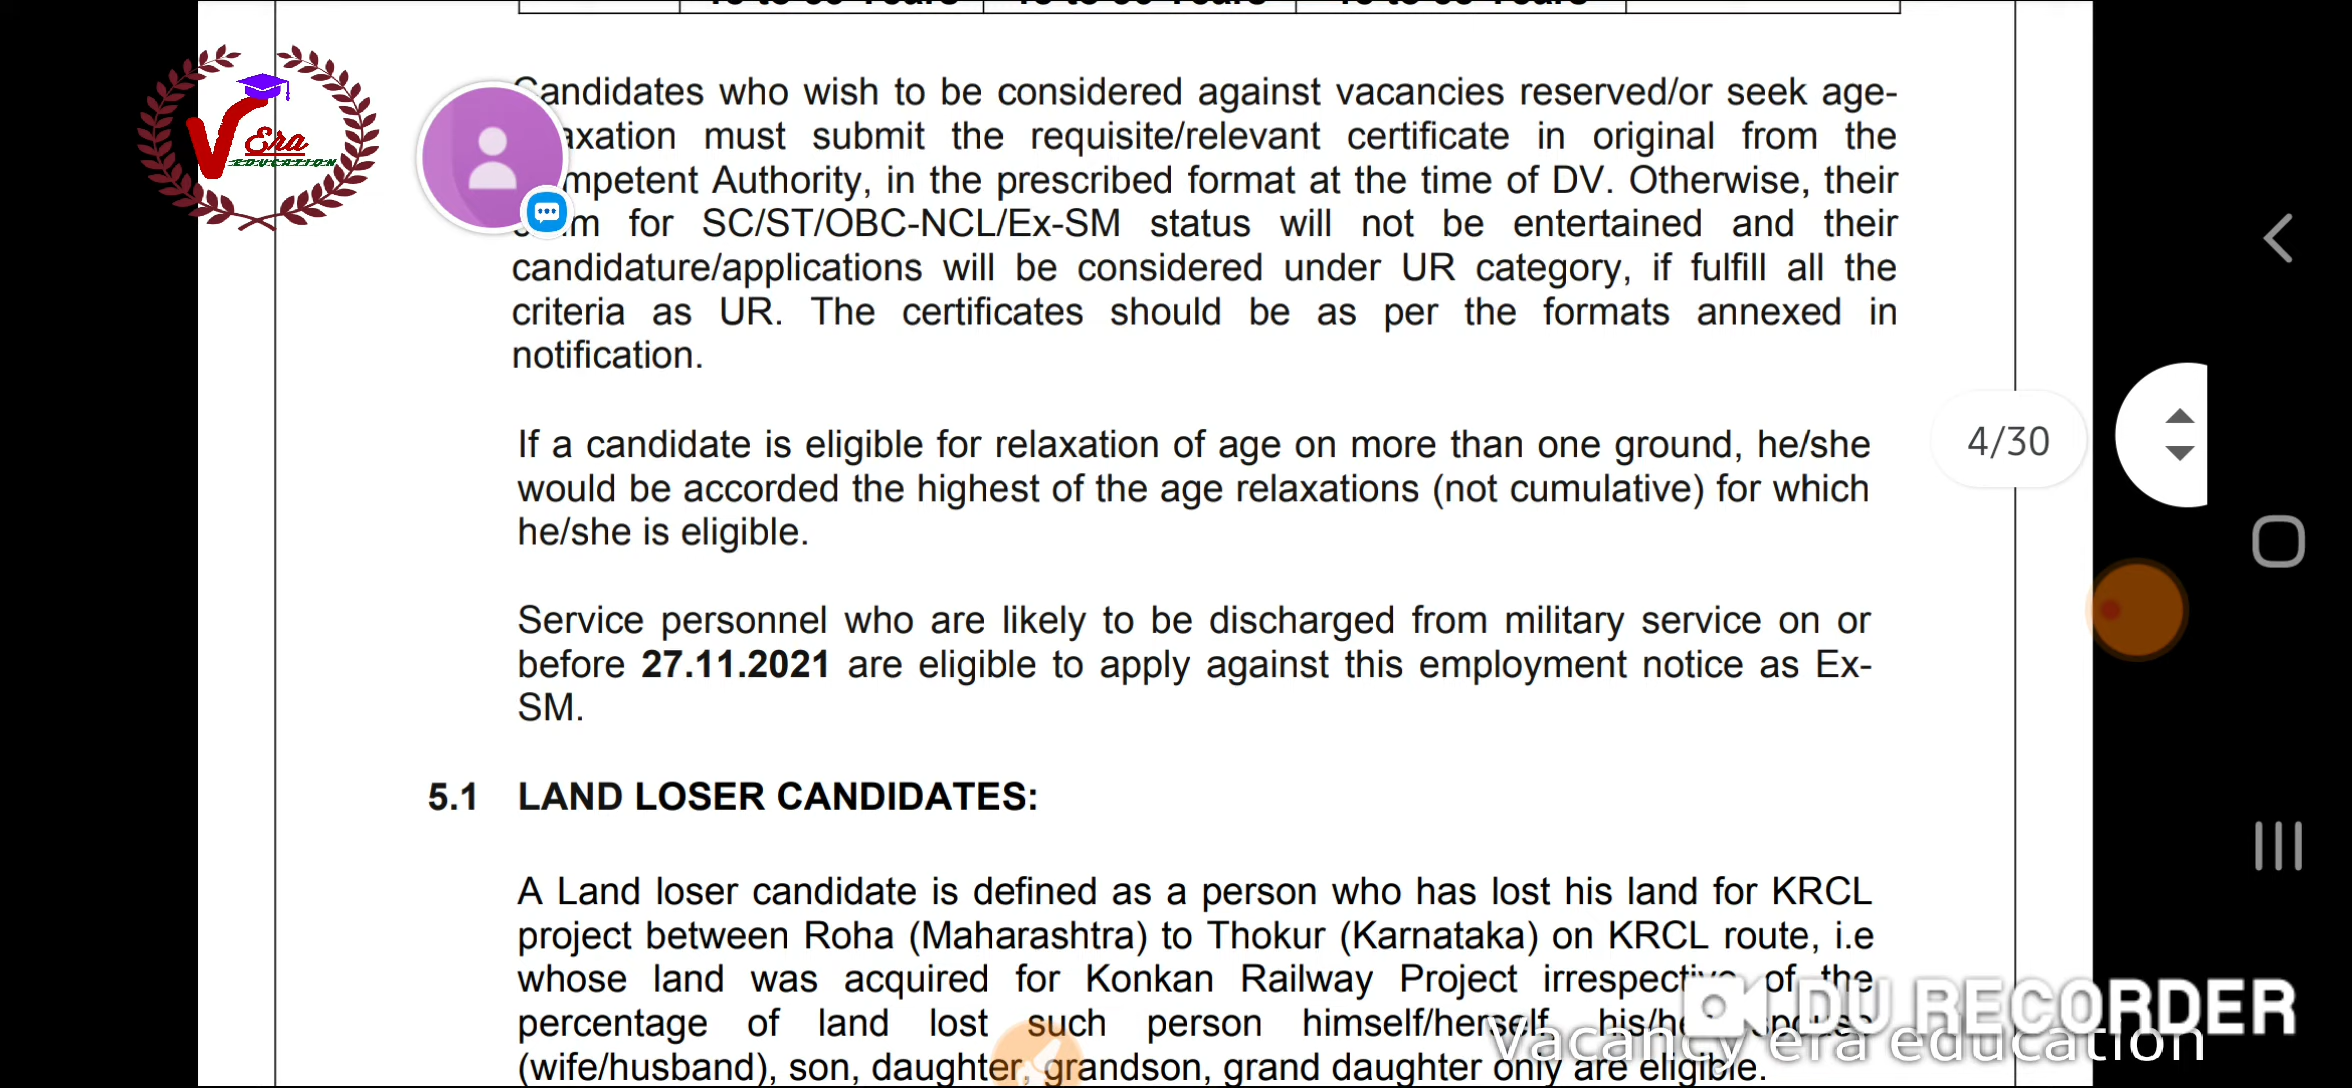 andidates who wish to be considered against vacancies reserved/or seek age-
axation must submit the requisite/relevant certificate in original from the
mpetent Authority, in the prescribed format at the time of DV. Otherwise, their
for SC/ST/OBC-NCL/Ex-SM status will not be entertained and their
candidature/applications will be considered under UR category, if fulfill all the
criteria as UR. The certificates should be as per the formats annexed in
notification.
If a candidate is eligible for relaxation of age on more than one ground, he/she
would be accorded the highest of the age relaxations (not cumulative) for which
he/she is eligible.
Service personnel who are likely to be discharged from military service on or
before 27.11.2021 are eligible to apply against this employment notice as Ex-
SM.
5.1 LAND LOSER CANDIDATES:
A Land loser candidate is defined as a person who has lost his land for KRCL
project between Roha (Maharashtra) to Thokur (Karnataka) on KRCL route, i.e
whose land was acquired for Konkan Railway Project irrespective of the
percentage of land lost such person himself/herself, his/her spouse
(wife/husband), son, daughter, grandson, grand daughter only are eligible.
V Era
EDUCATION
4/30
DU RECORDER
Vacancy era education